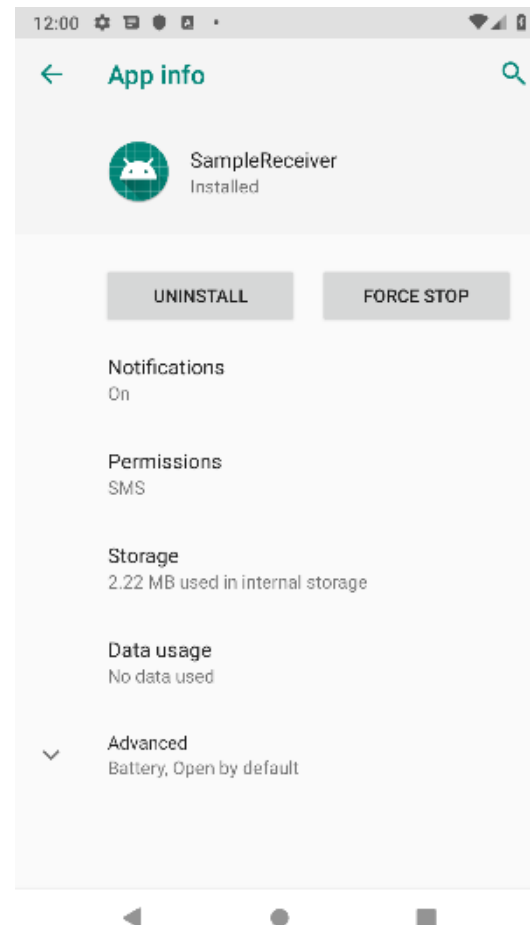 12:00
App info
SampleReceiver
Installed
UNINSTALL
FORCE STOP
Notifications
On
Permissions
SMS
Storage
2.22 MB used in internal storage
Data usage
No data used
Advanced
Battery, Open by default